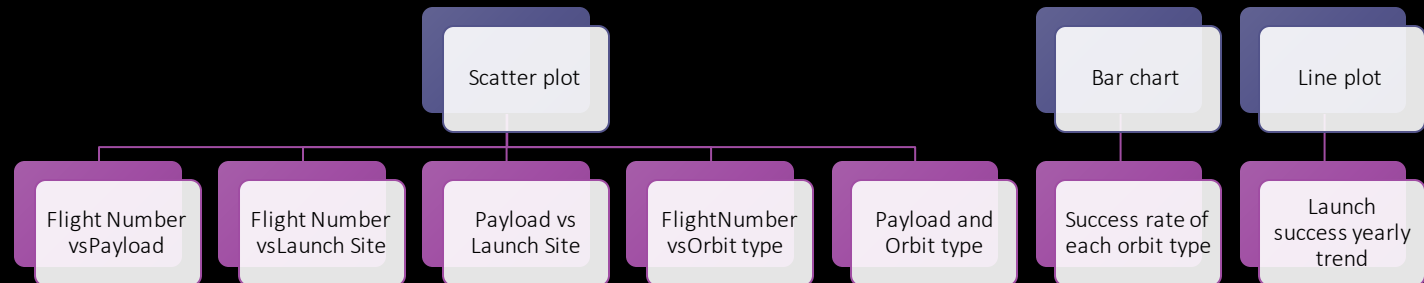 Scatter plot
Bar chart
Line plot
Flight Number
vsPayload
Flight Number
vsLaunch Site
Payload vs
Launch Site
FlightNumber
vsOrbit type
Payload and
Orbit type
Success rate of
each orbit type
Launch
success yearly
trend